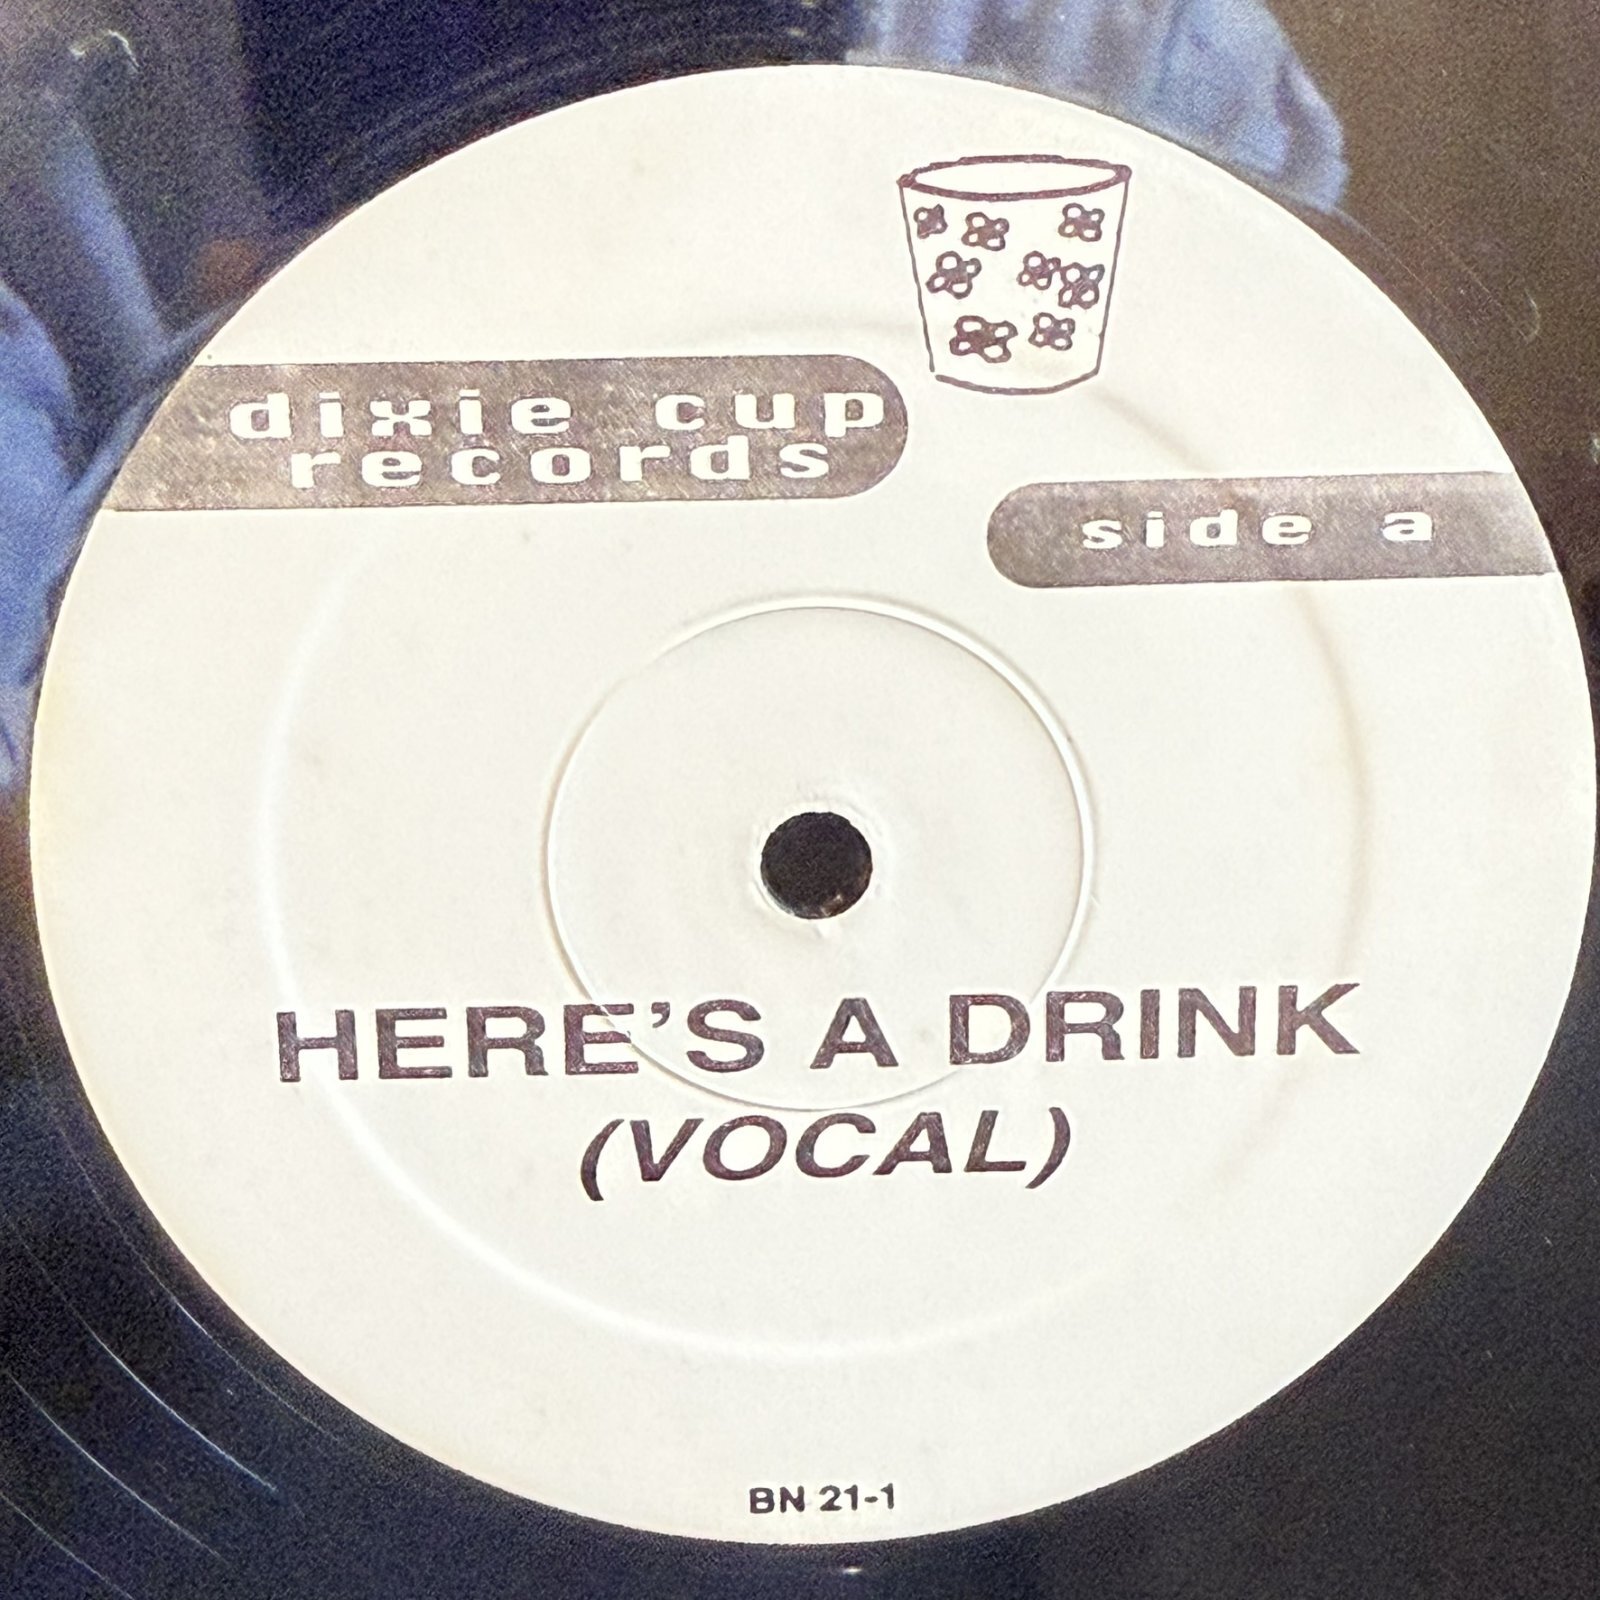 dixie cup
records
side a
HERE'S A DRINK
(VOCAL)
BN 21-1